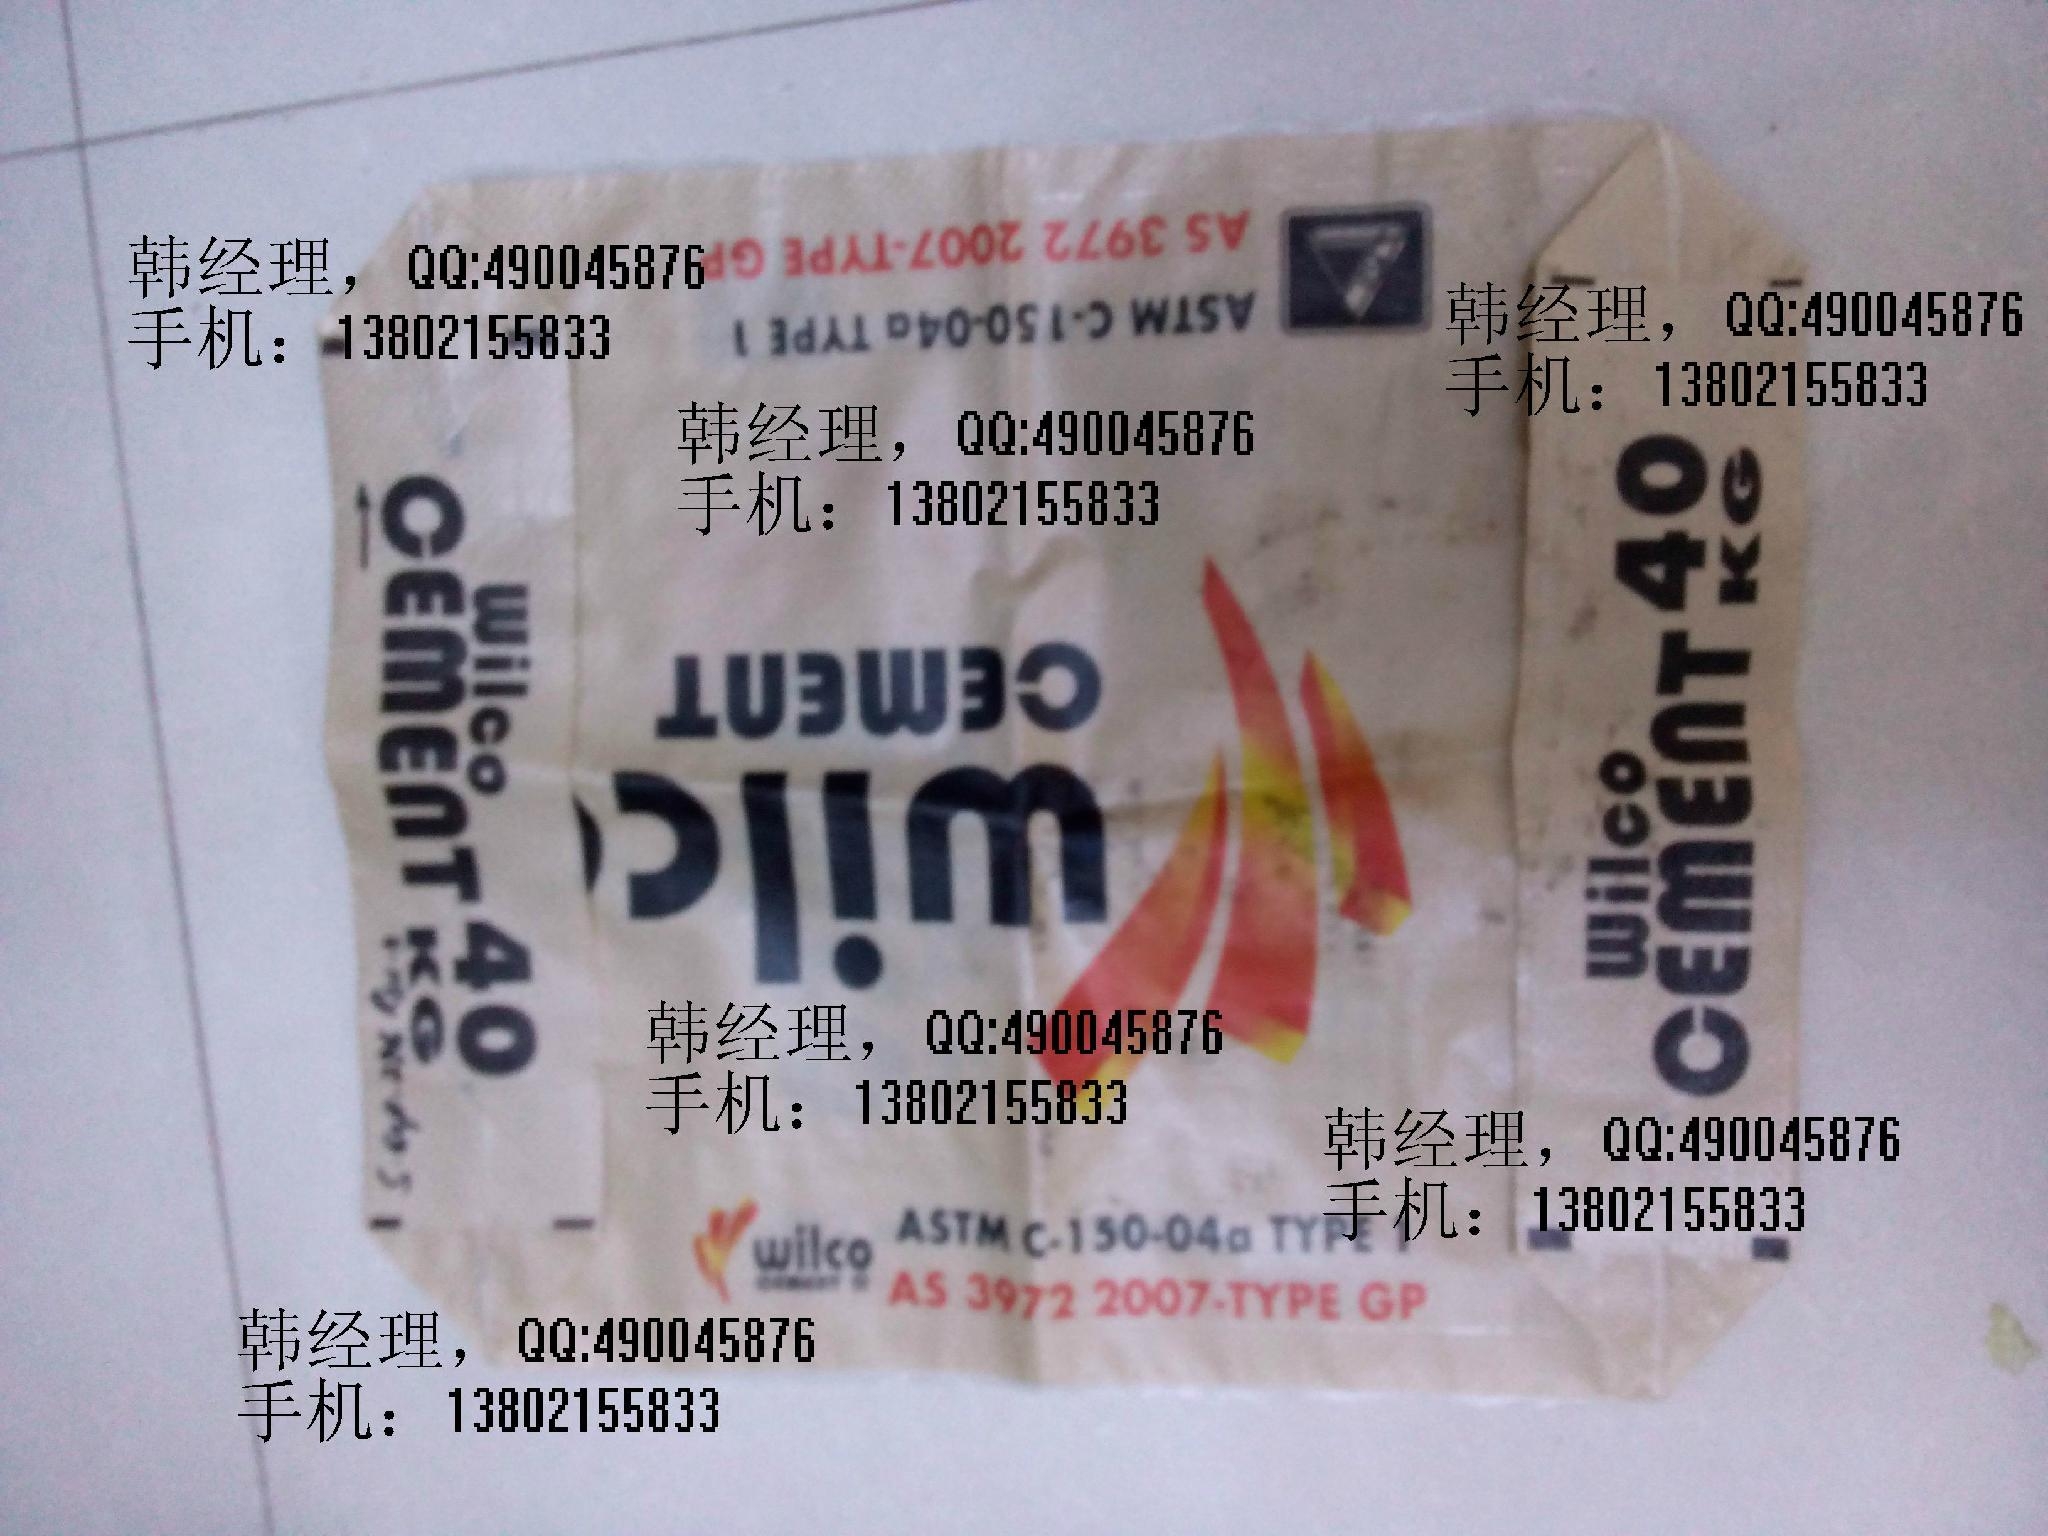 韩经理，QQ:490045876
手机：13802155833
AS 3972 2007-TYPE GP
ASTM C-150-04a TYPE 1
韩经理，QQ:490045876
手机：13802155833
韩经理，QQ:490045876
手机：13802155833
wilco
CEMENT 40
KG
CEMENT
wilc
wilco
CEMENT 40
KG
韩经理，QQ:490045876
手机：13802155833
韩经理，QQ:490045876
手机：13802155833
wilco
ASTM C-150-04a TYPE 1
AS 3972 2007-TYPE GP
韩经理，QQ:490045876
手机：13802155833